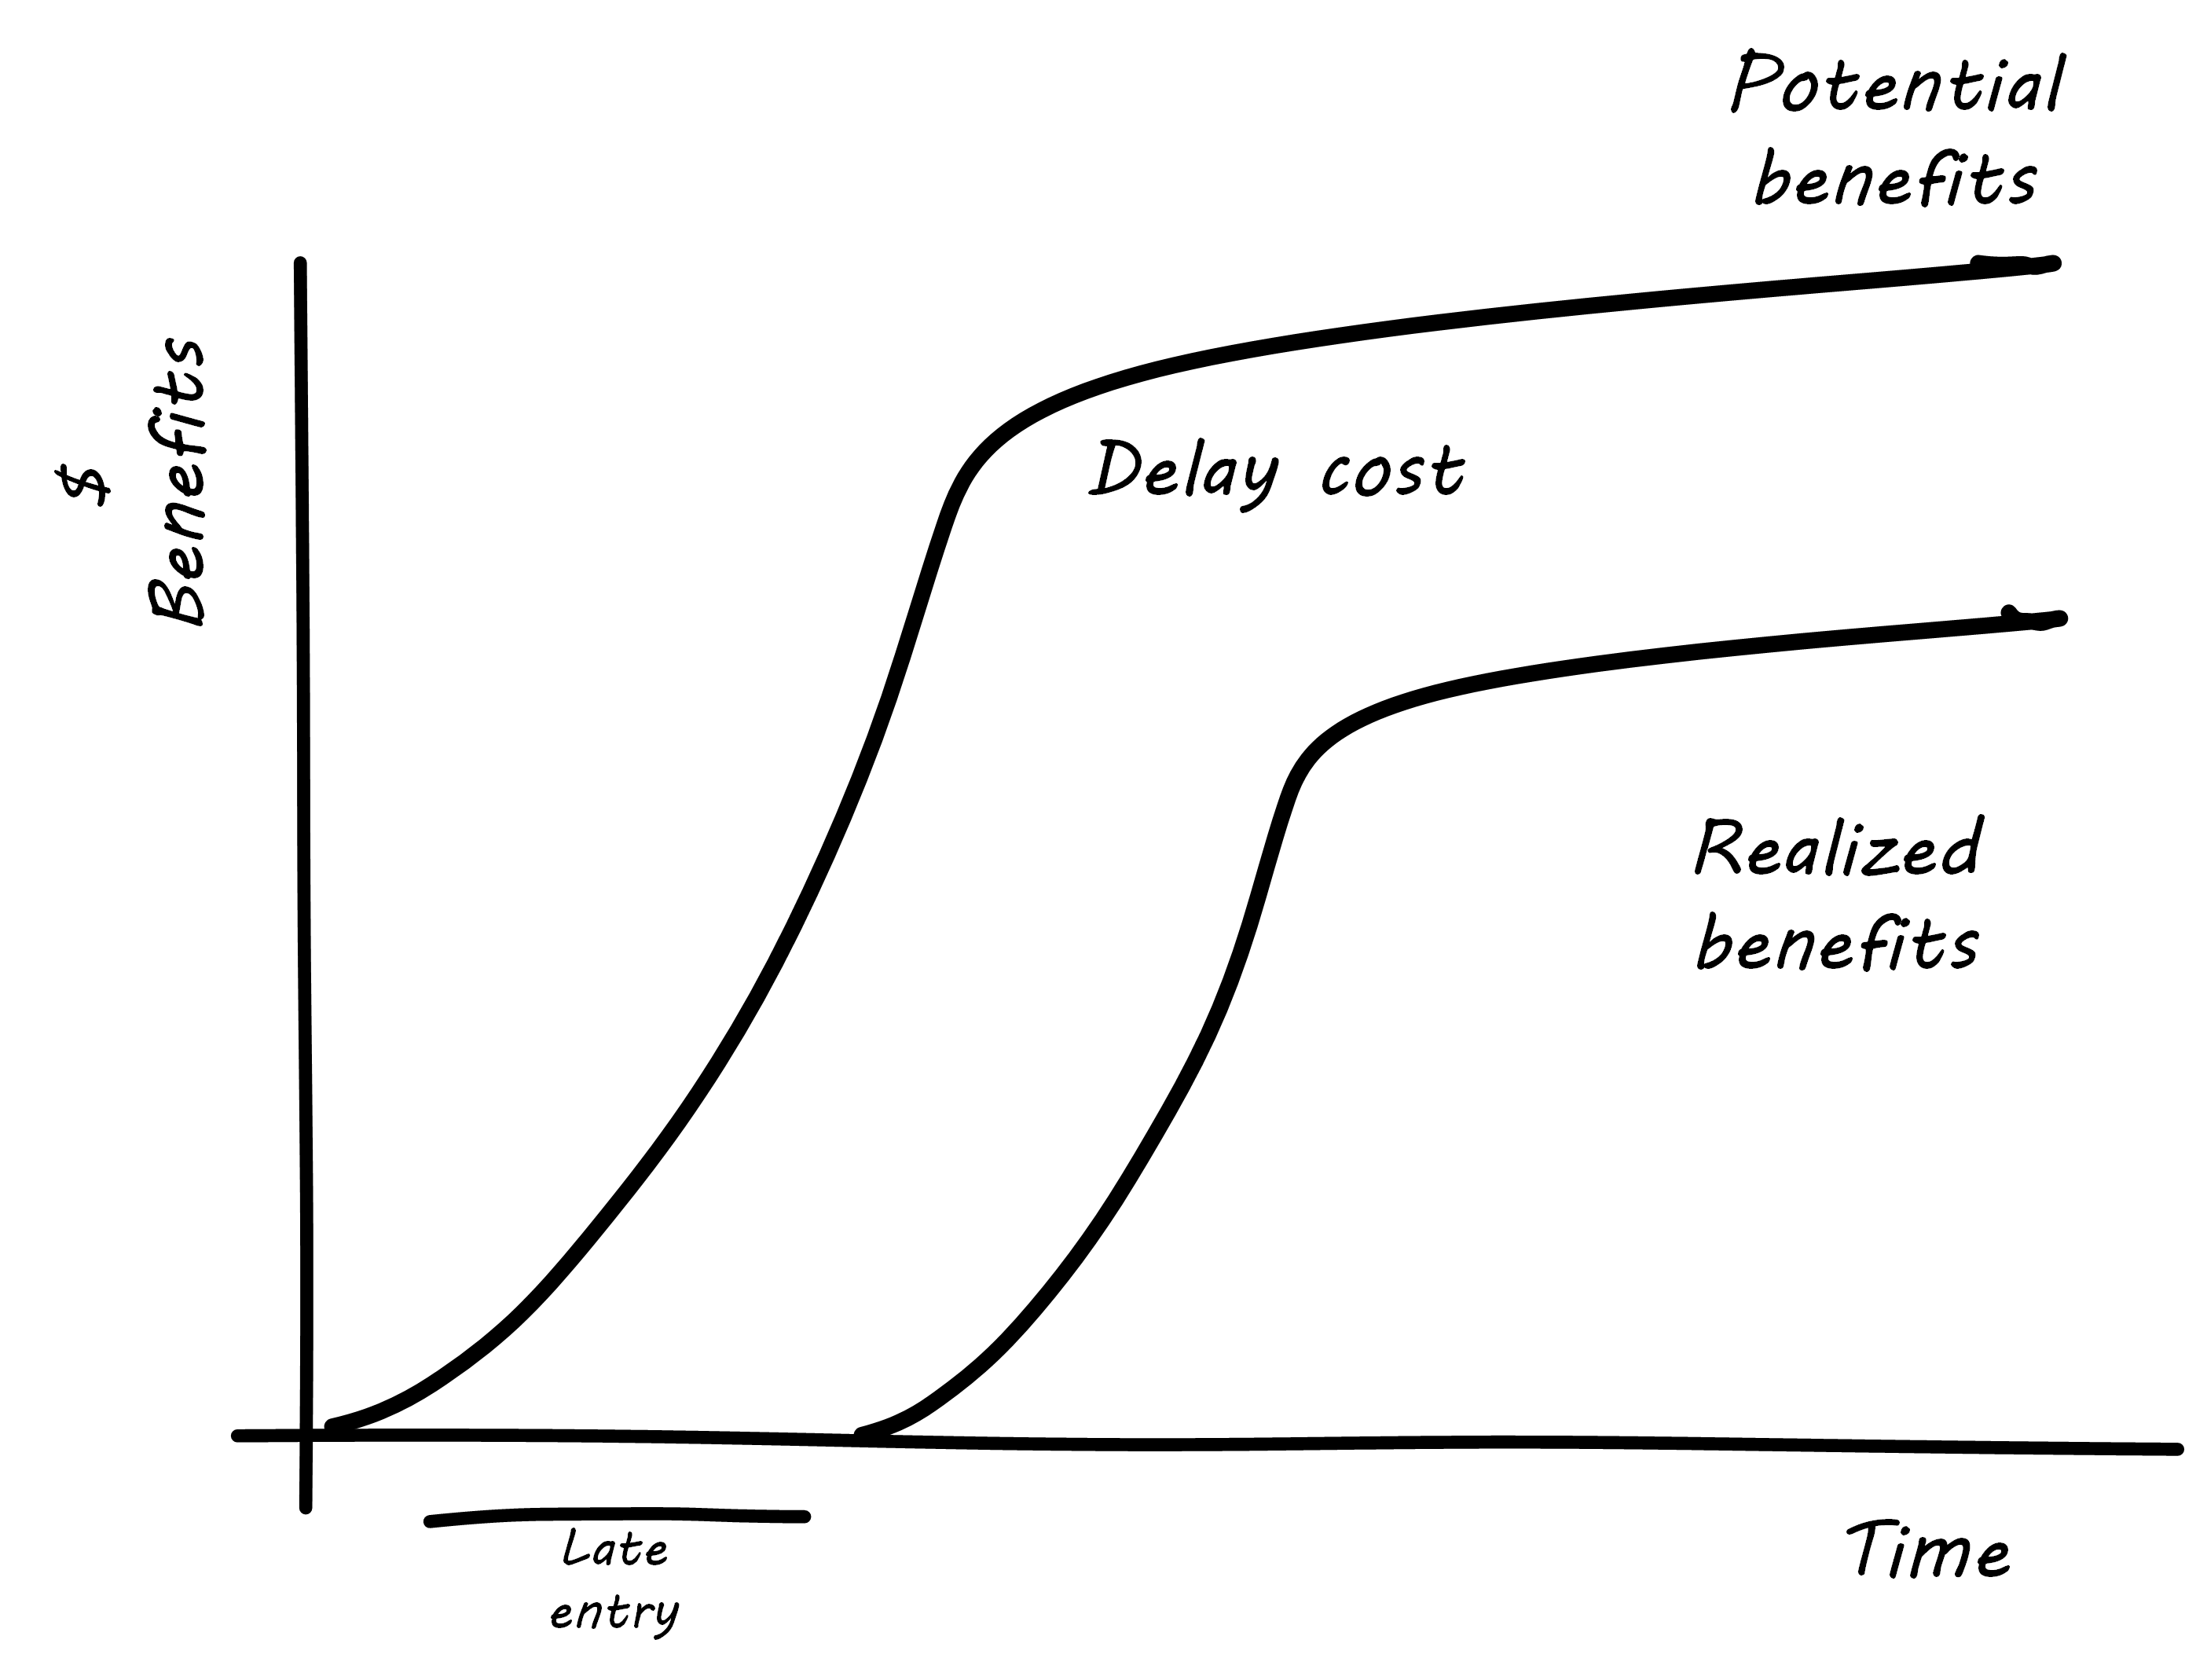 Potential
benefits
$
Benefits
Delay cost
Realized
benefits
Late
entry
Time